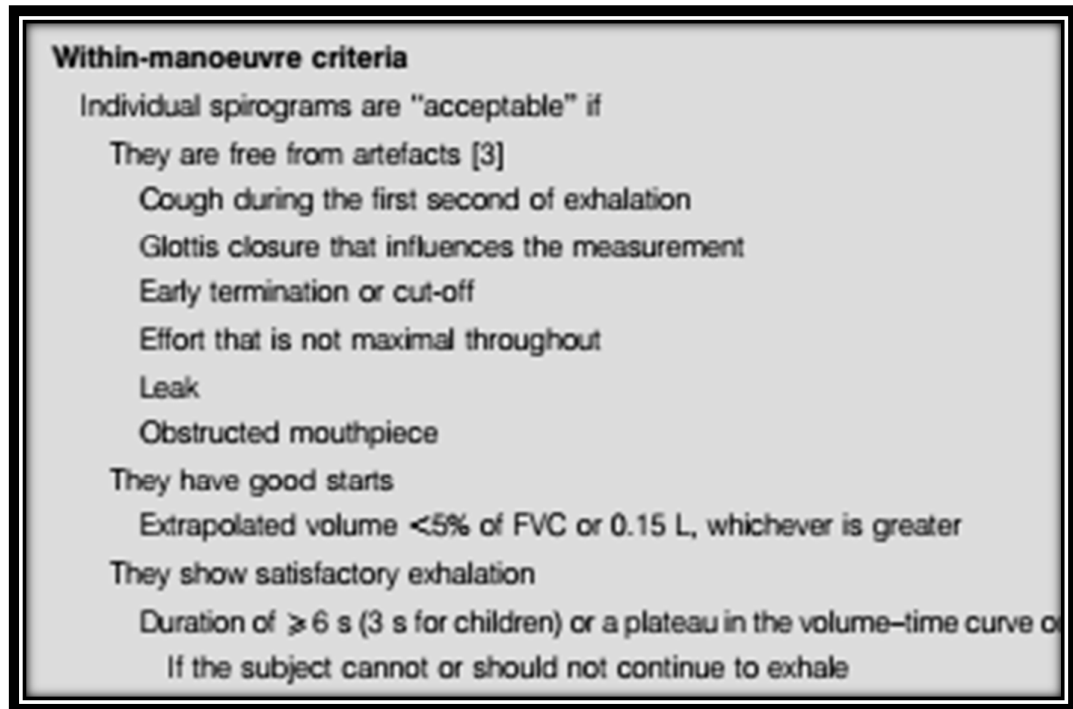 Within-manoeuvre criteria
Individual spirograms are "acceptable" if
They are free from artefacts [3]
Cough during the first second of exhalation
Glottis closure that influences the measurement
Early termination or cut-off
Effort that is not maximal throughout
Leak
Obstructed mouthpiece
They have good starts
Extrapolated volume <5% of FVC or 0.15 L, whichever is greater
They show satisfactory exhalation
Duration of ⩾6 s (3 s for children) or a plateau in the volume–time curve
If the subject cannot or should not continue to exhale